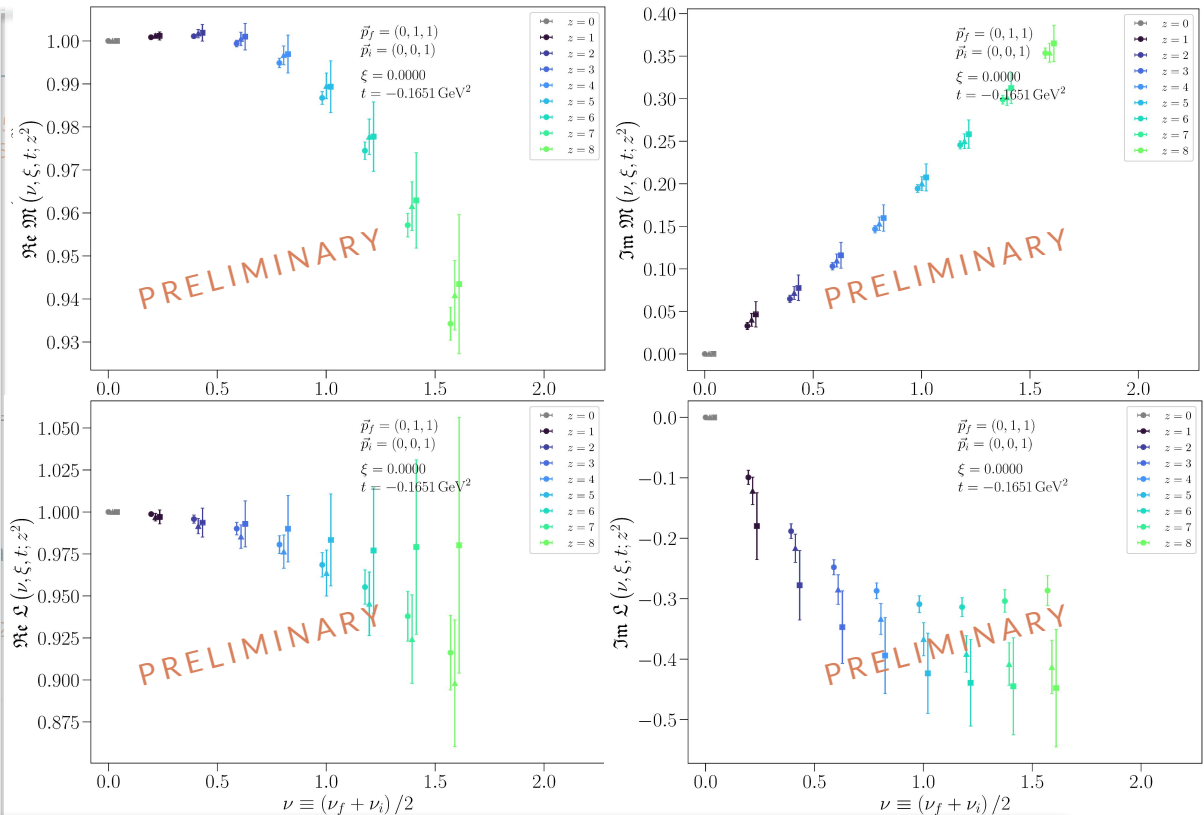 1.00
0.99
0.98
0.97
0.96
0.95
0.94
0.93
ℜ𝔢 𝔐 (ν, ξ, t; z²)
p⃗_f = (0, 1, 1)
p⃗_i = (0, 0, 1)
ξ = 0.0000
t = −0.1651 GeV²
z = 0
z = 1
z = 2
z = 3
z = 4
z = 5
z = 6
z = 7
z = 8
PRELIMINARY
0.0 0.5 1.0 1.5 2.0
0.40
0.35
0.30
0.25
0.20
0.15
0.10
0.05
0.00
ℑ𝔪 𝔐 (ν, ξ, t; z²)
p⃗_f = (0, 1, 1)
p⃗_i = (0, 0, 1)
ξ = 0.0000
t = −0.1651 GeV²
z = 0
z = 1
z = 2
z = 3
z = 4
z = 5
z = 6
z = 7
z = 8
PRELIMINARY
0.0 0.5 1.0 1.5 2.0
1.050
1.025
1.000
0.975
0.950
0.925
0.900
0.875
ℜ𝔢 𝔏 (ν, ξ, t; z²)
p⃗_f = (0, 1, 1)
p⃗_i = (0, 0, 1)
ξ = 0.0000
t = −0.1651 GeV²
z = 0
z = 1
z = 2
z = 3
z = 4
z = 5
z = 6
z = 7
z = 8
PRELIMINARY
0.0 0.5 1.0 1.5 2.0
ν ≡ (ν_f + ν_i) /2
−0.0
−0.1
−0.2
−0.3
−0.4
−0.5
ℑ𝔪 𝔏 (ν, ξ, t; z²)
p⃗_f = (0, 1, 1)
p⃗_i = (0, 0, 1)
ξ = 0.0000
t = −0.1651 GeV²
z = 0
z = 1
z = 2
z = 3
z = 4
z = 5
z = 6
z = 7
z = 8
PRELIMINARY
0.0 0.5 1.0 1.5 2.0
ν ≡ (ν_f + ν_i) /2